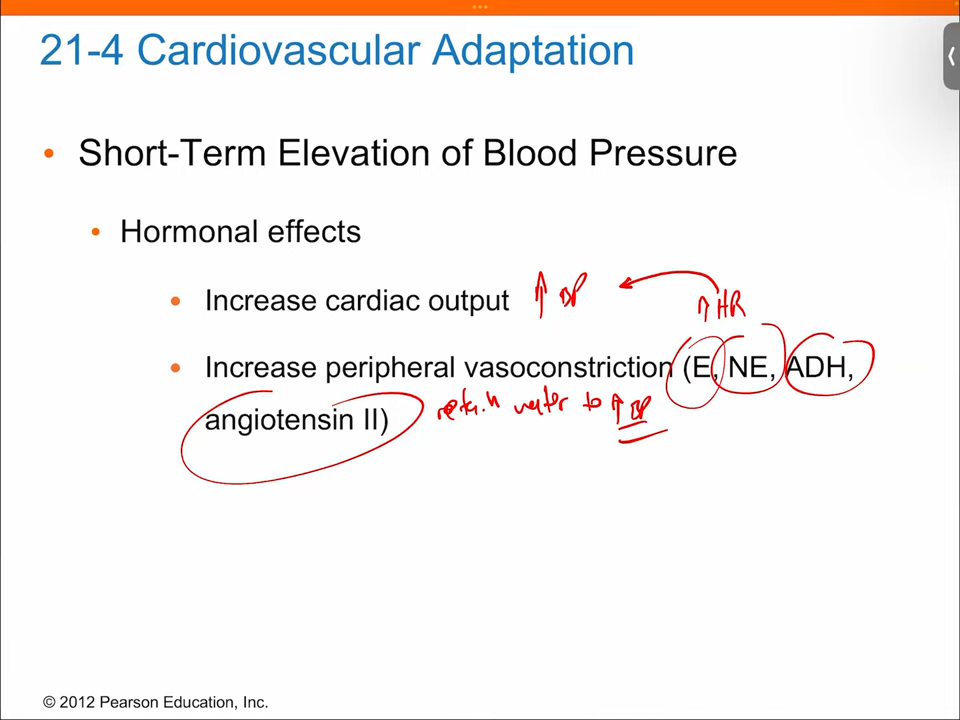 21-4 Cardiovascular Adaptation
• Short-Term Elevation of Blood Pressure
• Hormonal effects
• Increase cardiac output ↑ BP
↑ HR
• Increase peripheral vasoconstriction (E, NE, ADH,
angiotensin II) retain water to ↑ BP
© 2012 Pearson Education, Inc.